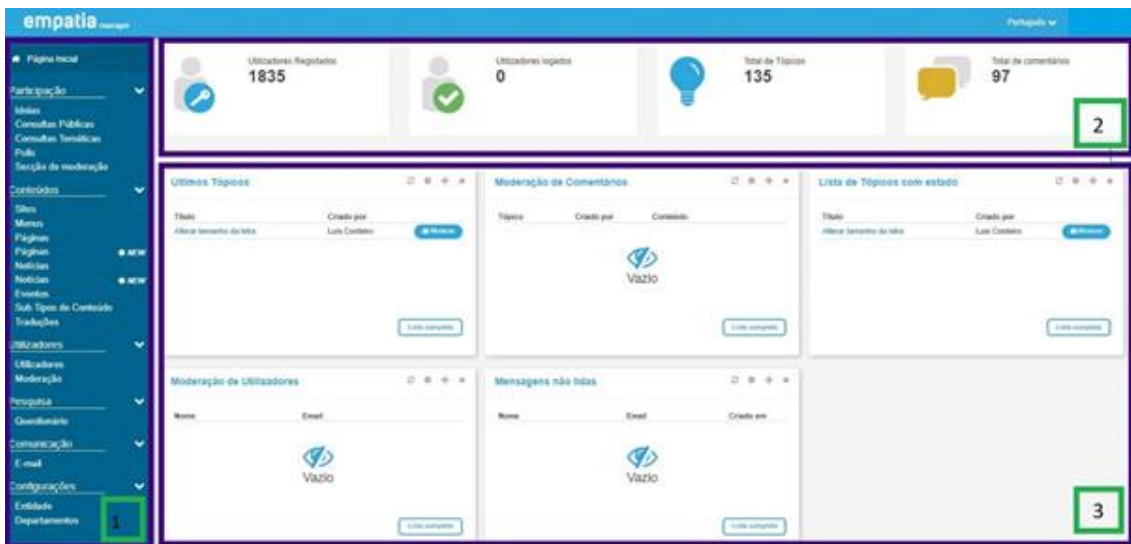 empatia manager
Português
Página Inicial
Participação
Ideias
Consultas Públicas
Consultas Temáticas
Polls
Secção de moderação
Conteúdos
Sites
Menus
Páginas
Páginas NEW
Notícias
Notícias NEW
Eventos
Sub Tipos de Conteúdo
Traduções
Utilizadores
Utilizadores
Moderação
Pesquisa
Questionário
Comunicação
E-mail
Configurações
Entidade
Departamentos
1
Utilizadores Registados
1835
Utilizadores logados
0
Total de Tópicos
135
Total de comentários
97
2
Últimos Tópicos
Título Criado por
Alterar tamanho da letra Luis Cordeiro
Lista completa
Moderação de Comentários
Tópico Criado por Conteúdo
Vazio
Lista completa
Lista de Tópicos com estado
Título Criado por
Alterar tamanho da letra Luis Cordeiro
Lista completa
Moderação de Utilizadores
Nome Email
Vazio
Lista completa
Mensagens não lidas
Nome Email Criado em
Vazio
Lista completa
3